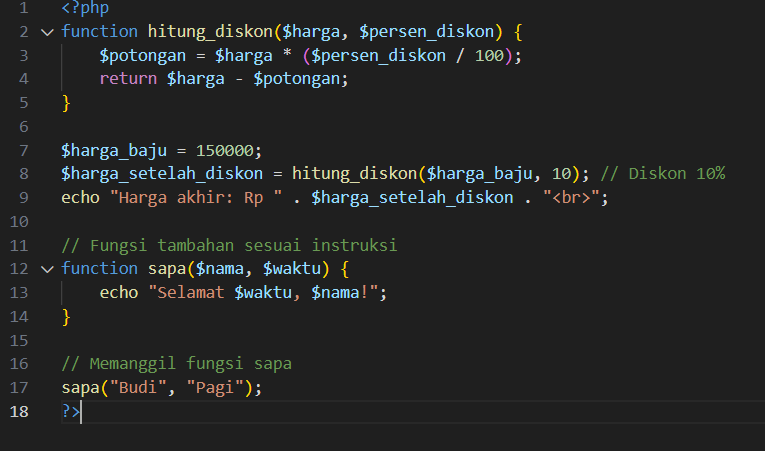 1 <?php
2 function hitung_diskon($harga, $persen_diskon) {
3     $potongan = $harga * ($persen_diskon / 100);
4     return $harga - $potongan;
5 }
6
7 $harga_baju = 150000;
8 $harga_setelah_diskon = hitung_diskon($harga_baju, 10); // Diskon 10%
9 echo "Harga akhir: Rp " . $harga_setelah_diskon . "<br>";
10
11 // Fungsi tambahan sesuai instruksi
12 function sapa($nama, $waktu) {
13     echo "Selamat $waktu, $nama!";
14 }
15
16 // Memanggil fungsi sapa
17 sapa("Budi", "Pagi");
18 ?>